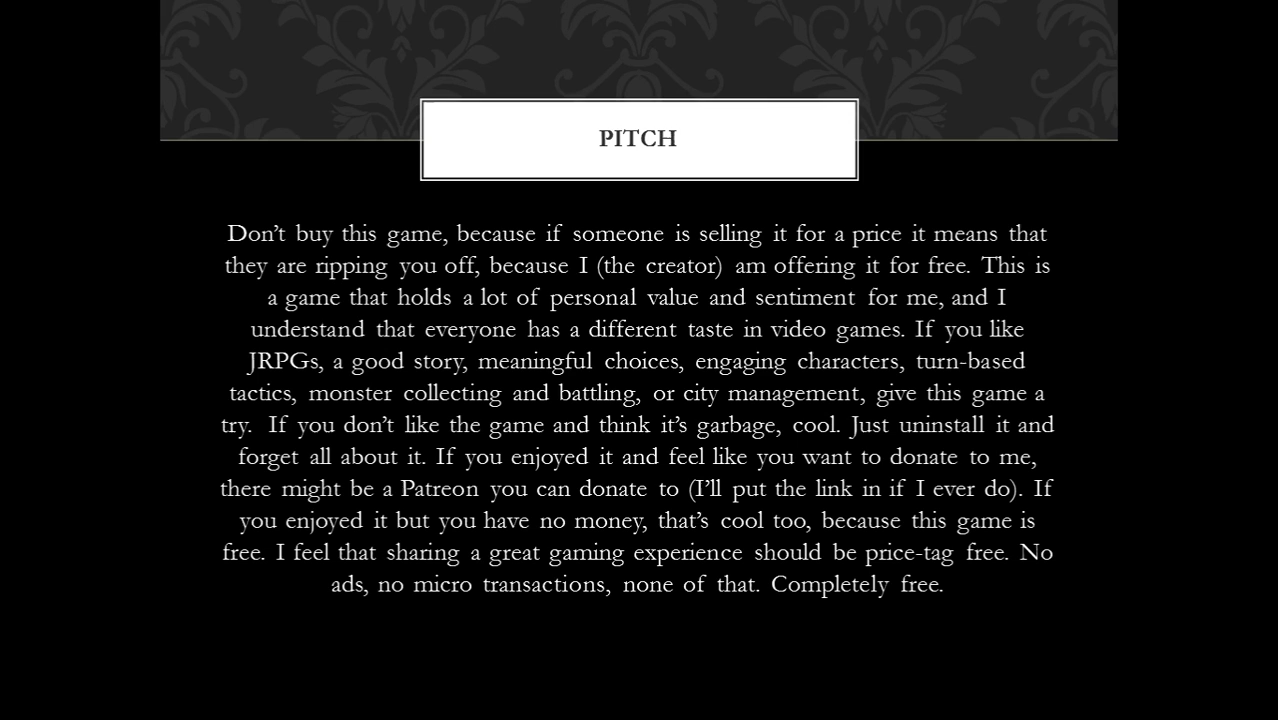 PITCH
Don’t buy this game, because if someone is selling it for a price it means that
they are ripping you off, because I (the creator) am offering it for free. This is
a game that holds a lot of personal value and sentiment for me, and I
understand that everyone has a different taste in video games. If you like
JRPGs, a good story, meaningful choices, engaging characters, turn-based
tactics, monster collecting and battling, or city management, give this game a
try. If you don’t like the game and think it’s garbage, cool. Just uninstall it and
forget all about it. If you enjoyed it and feel like you want to donate to me,
there might be a Patreon you can donate to (I’ll put the link in if I ever do). If
you enjoyed it but you have no money, that’s cool too, because this game is
free. I feel that sharing a great gaming experience should be price-tag free. No
ads, no micro transactions, none of that. Completely free.